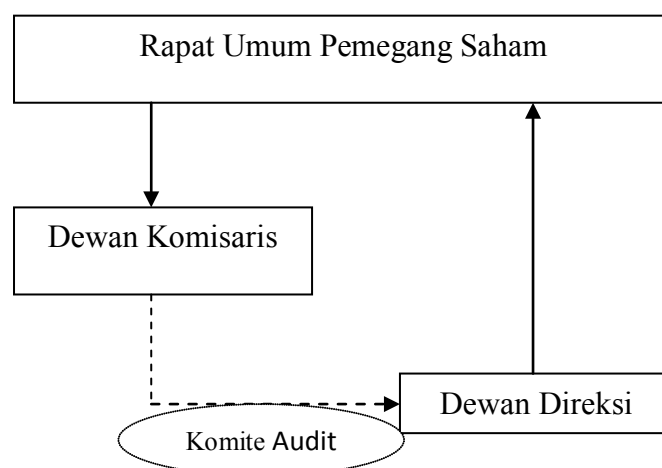 Rapat Umum Pemegang Saham
Dewan Komisaris
Dewan Direksi
Komite Audit